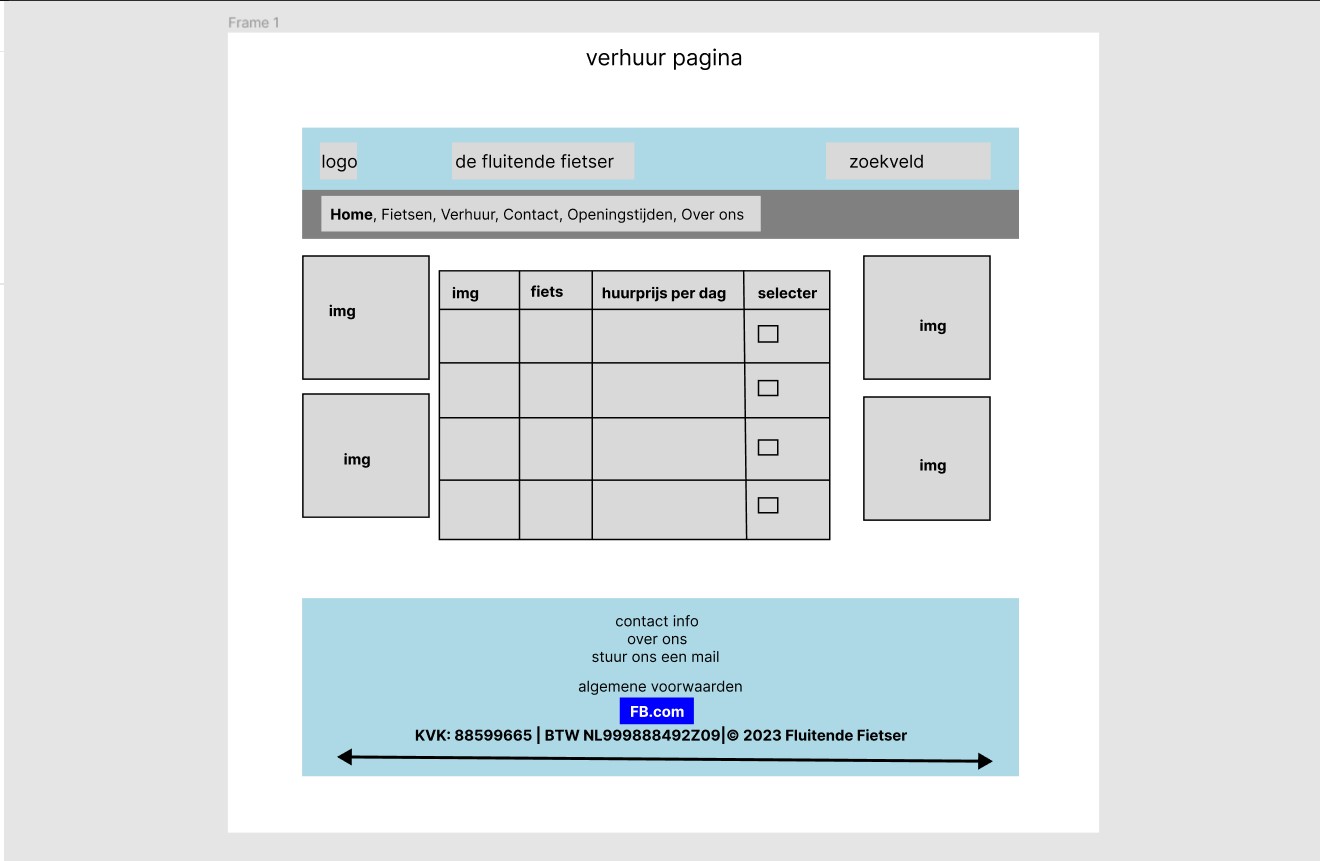 Frame 1
verhuur pagina
logo
de fluitende fietser
zoekveld
Home, Fietsen, Verhuur, Contact, Openingstijden, Over ons
img
img
fiets
huurprijs per dag
selecter
img
img
img
contact info
over ons
stuur ons een mail
algemene voorwaarden
FB.com
KVK: 88599665 | BTW NL999888492Z09|© 2023 Fluitende Fietser